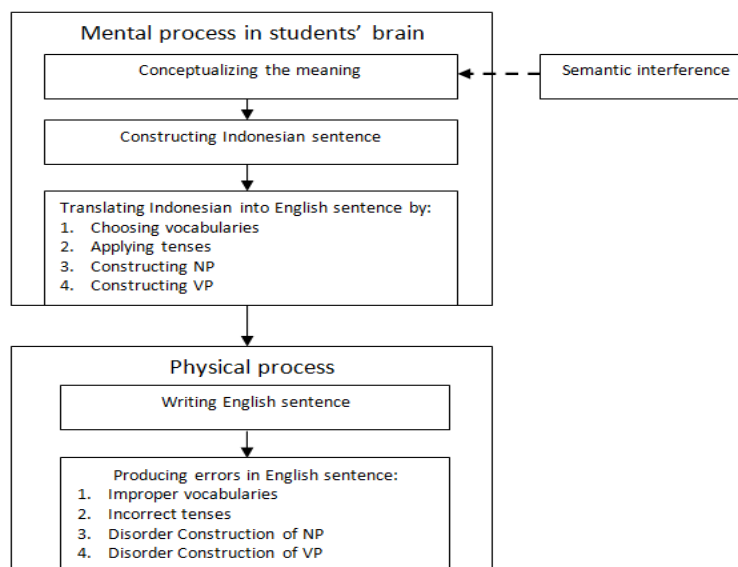 Mental process in students’ brain
Conceptualizing the meaning
Semantic interference
Constructing Indonesian sentence
Translating Indonesian into English sentence by:
1. Choosing vocabularies
2. Applying tenses
3. Constructing NP
4. Constructing VP
Physical process
Writing English sentence
Producing errors in English sentence:
1. Improper vocabularies
2. Incorrect tenses
3. Disorder Construction of NP
4. Disorder Construction of VP